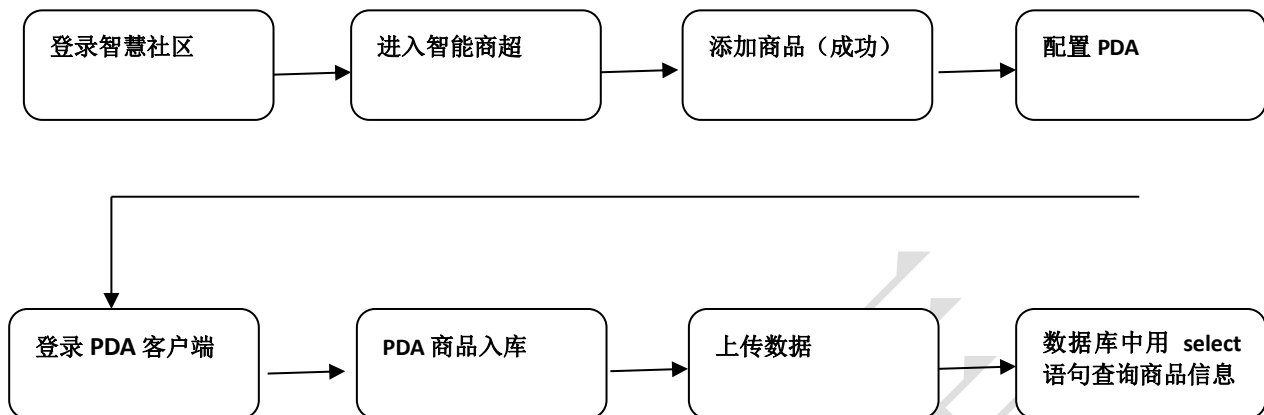 登录智慧社区
进入智能商超
添加商品（成功）
配置 PDA
登录 PDA 客户端
PDA 商品入库
上传数据
数据库中用 select
语句查询商品信息